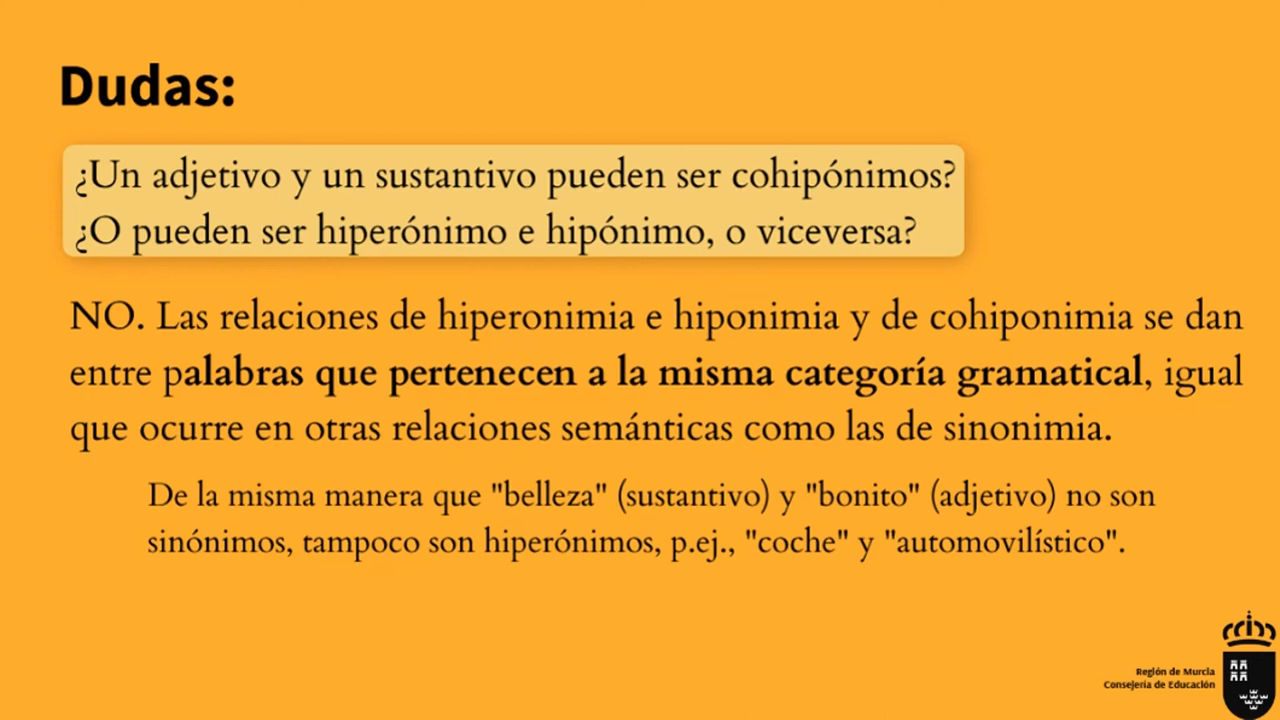 Dudas:
¿Un adjetivo y un sustantivo pueden ser cohipónimos?
¿O pueden ser hiperónimo e hipónimo, o viceversa?
NO. Las relaciones de hiperonimia e hiponimia y de cohiponimia se dan
entre palabras que pertenecen a la misma categoría gramatical, igual
que ocurre en otras relaciones semánticas como las de sinonimia.
De la misma manera que "belleza" (sustantivo) y "bonito" (adjetivo) no son
sinónimos, tampoco son hiperónimos, p.ej., "coche" y "automovilístico".
Región de Murcia
Consejería de Educación